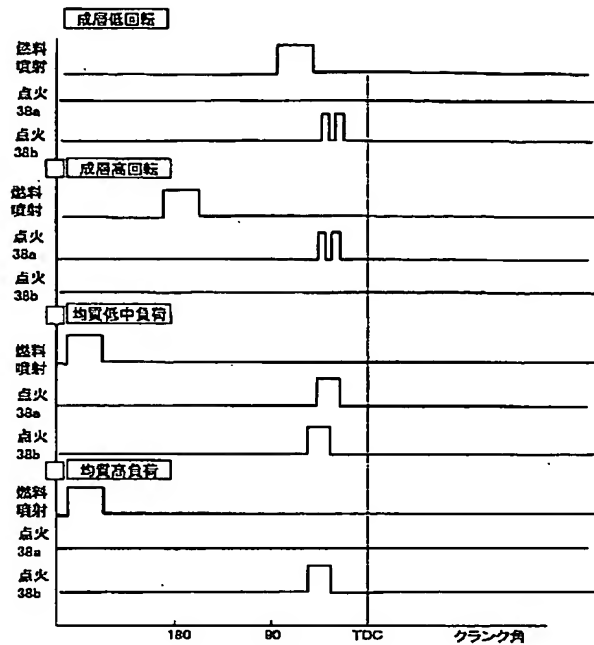 成層低回転
燃料
噴射
点火
38a
点火
38b
成層高回転
燃料
噴射
点火
38a
点火
38b
均質低中負荷
燃料
噴射
点火
38a
点火
38b
均質高負荷
燃料
噴射
点火
38a
点火
38b
180 90 TDC クランク角